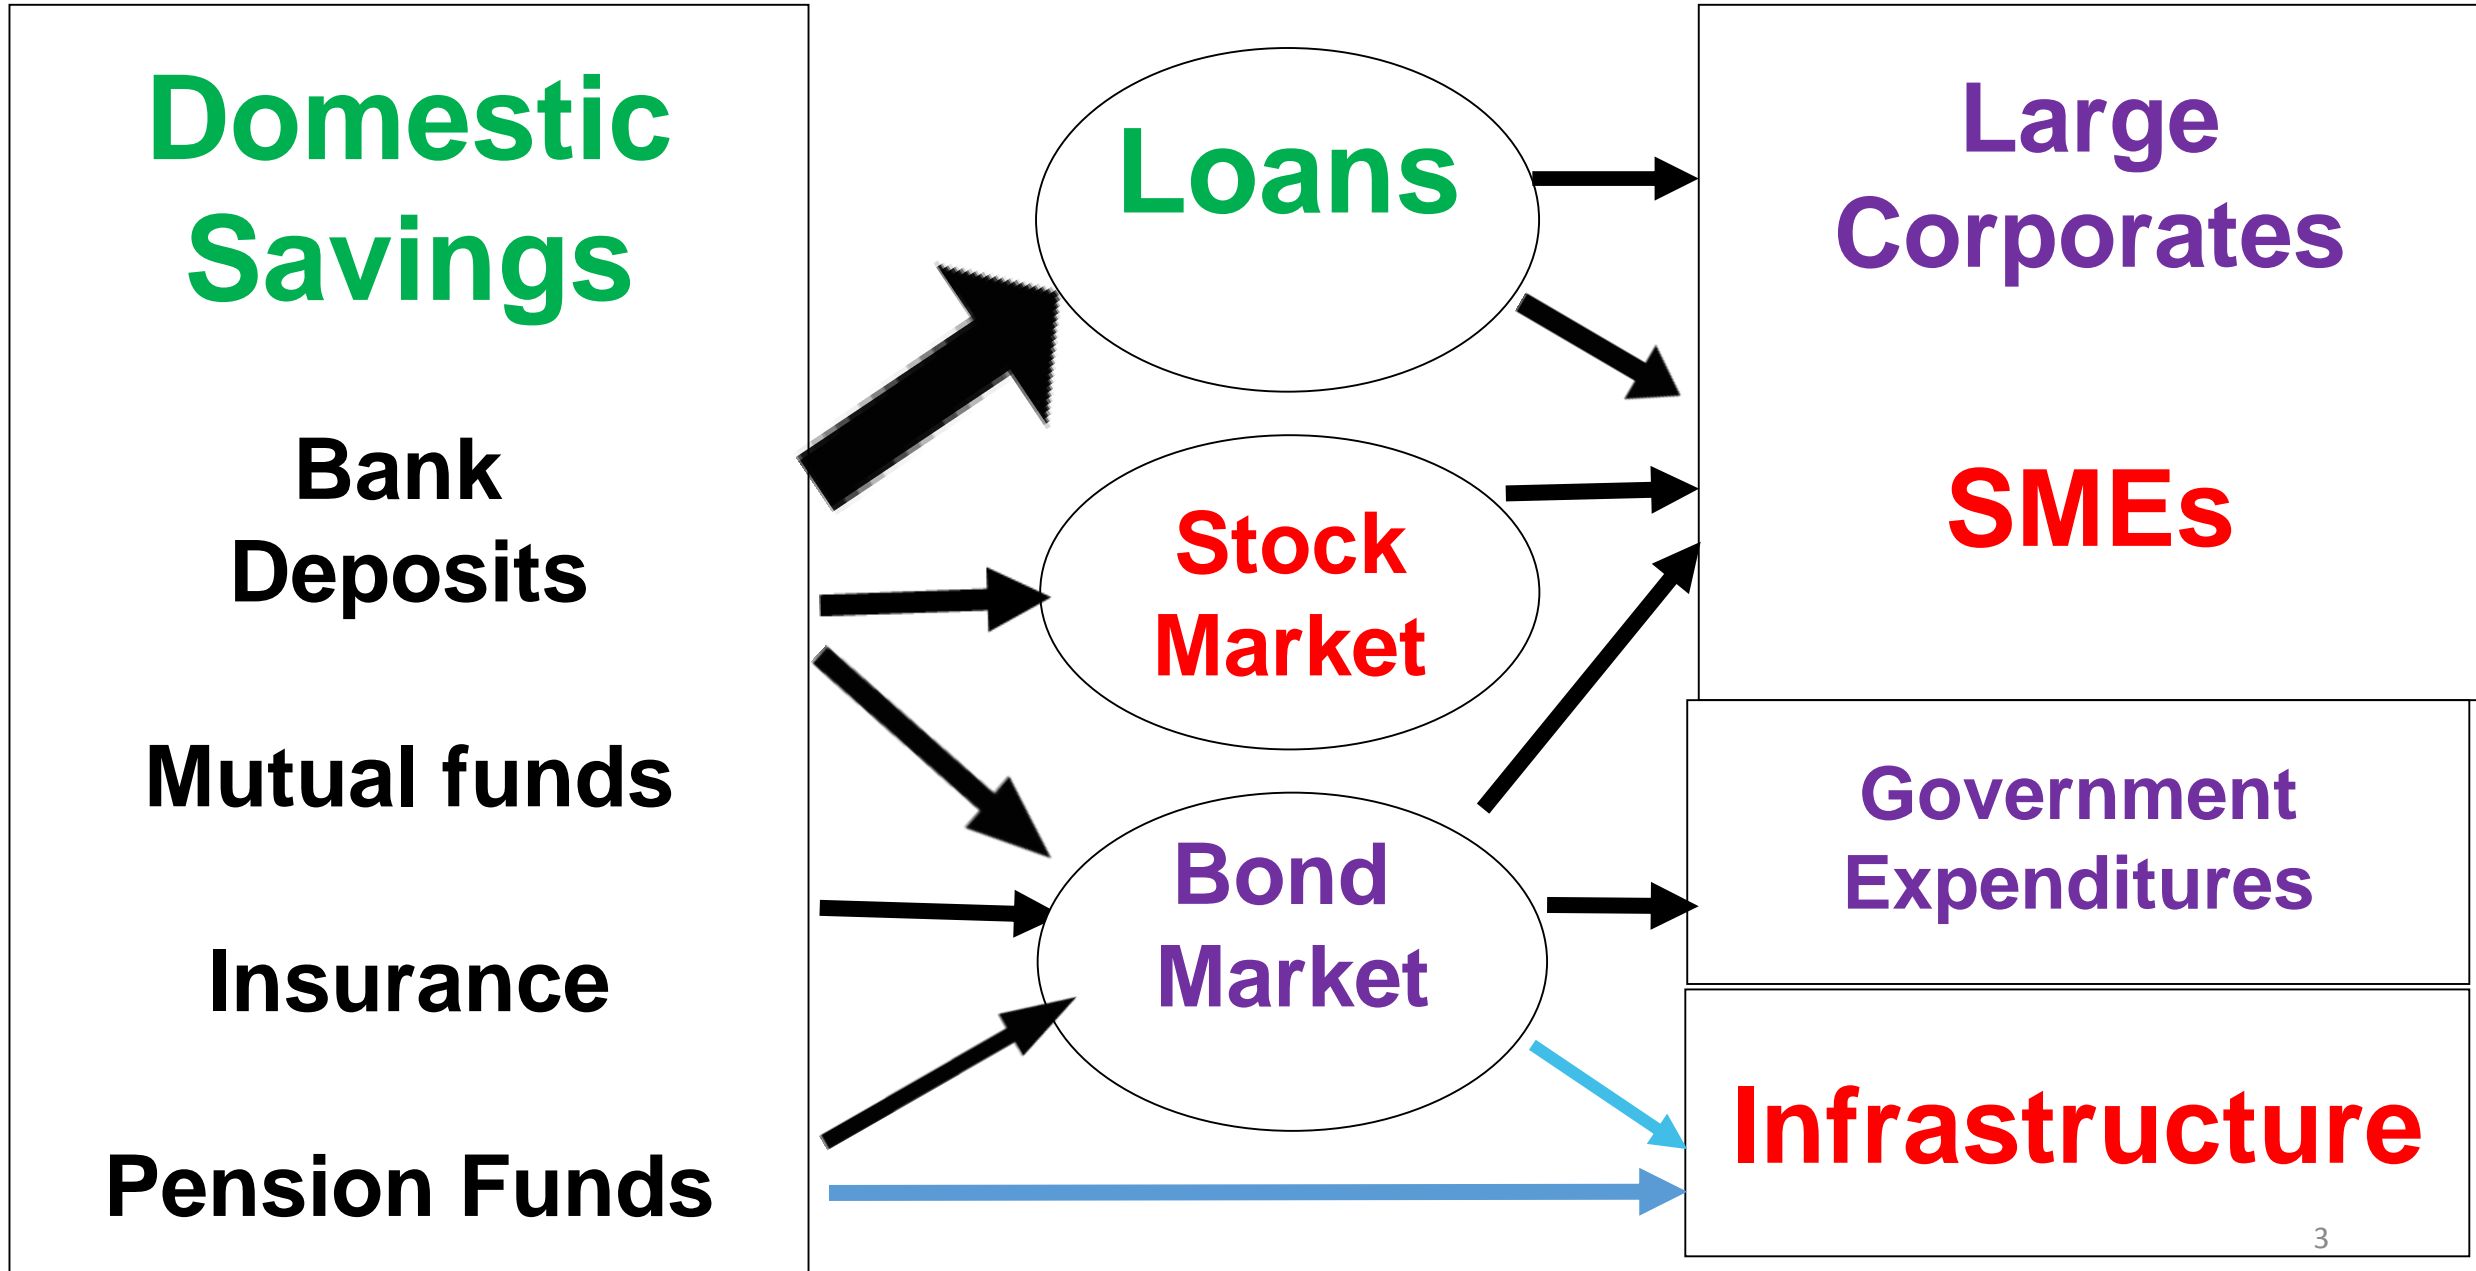 Domestic
Savings
Bank
Deposits
Mutual funds
Insurance
Pension Funds
Loans
Stock
Market
Bond
Market
Large
Corporates
SMEs
Government
Expenditures
Infrastructure
3